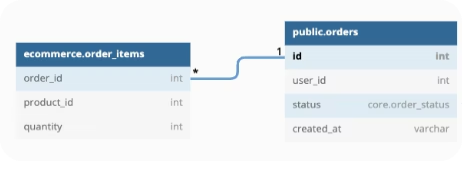 ecommerce.order_items
order_id int
product_id int
quantity int
*
1
public.orders
id int
user_id int
status core.order_status
created_at varchar